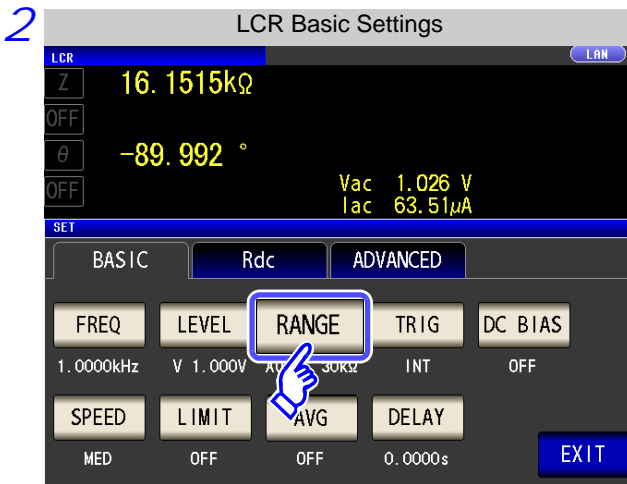 2
LCR Basic Settings
LCR
LAN
Z 16.1515kΩ
OFF
θ -89.992 °
OFF
Vac 1.026 V
Iac 63.51μA
SET
BASIC Rdc ADVANCED
FREQ LEVEL RANGE TRIG DC BIAS
1.0000kHz V 1.000V 30kΩ INT OFF
SPEED LIMIT AVG DELAY
MED OFF OFF 0.0000s
EXIT